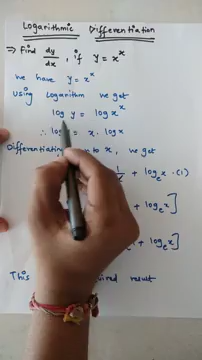 Logarithmic Differentiation
⇒ Find dy/dx, if y = x^x
We have y = x^x
Using Logarithm we get
log y = log x^x
∴ log = x · log x
Differentiating to x, we get
1/x + log_e x · (1)
+ log_e x ]
+ log_e x ]
This result